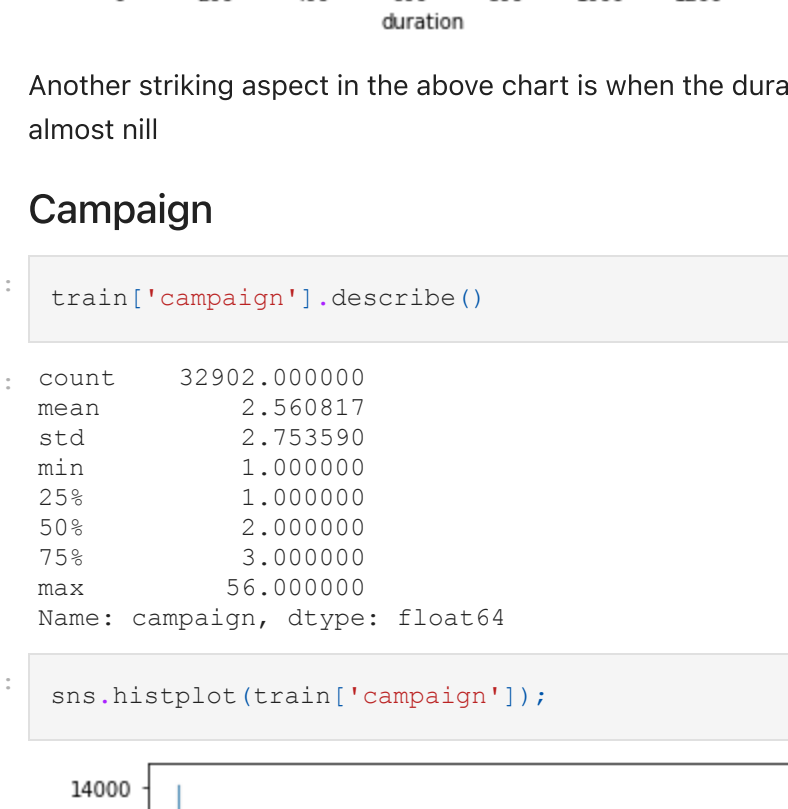 duration
Another striking aspect in the above chart is when the
almost nill
Campaign
:
train['campaign'].describe()
:
count 32902.000000
mean 2.560817
std 2.753590
min 1.000000
25% 1.000000
50% 2.000000
75% 3.000000
max 56.000000
Name: campaign, dtype: float64
:
sns.histplot(train['campaign']);
14000